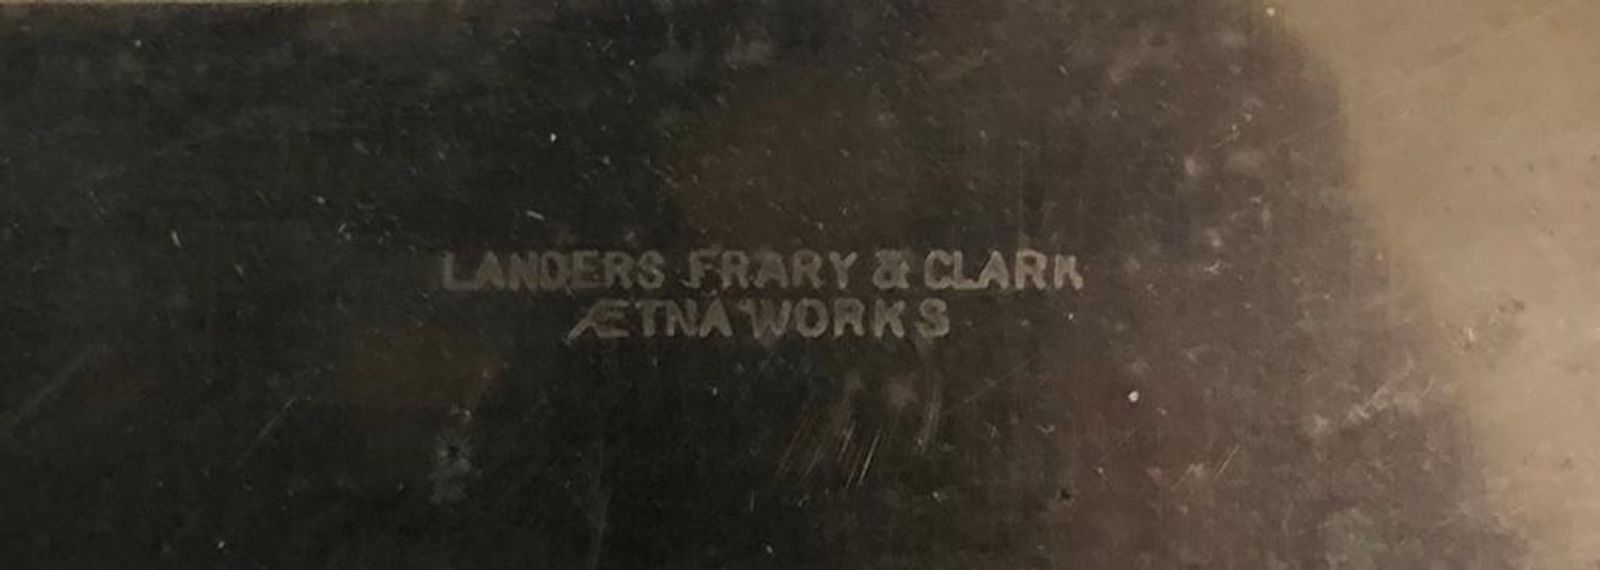 LANDERS FRARY & CLARK
ÆTNA WORKS